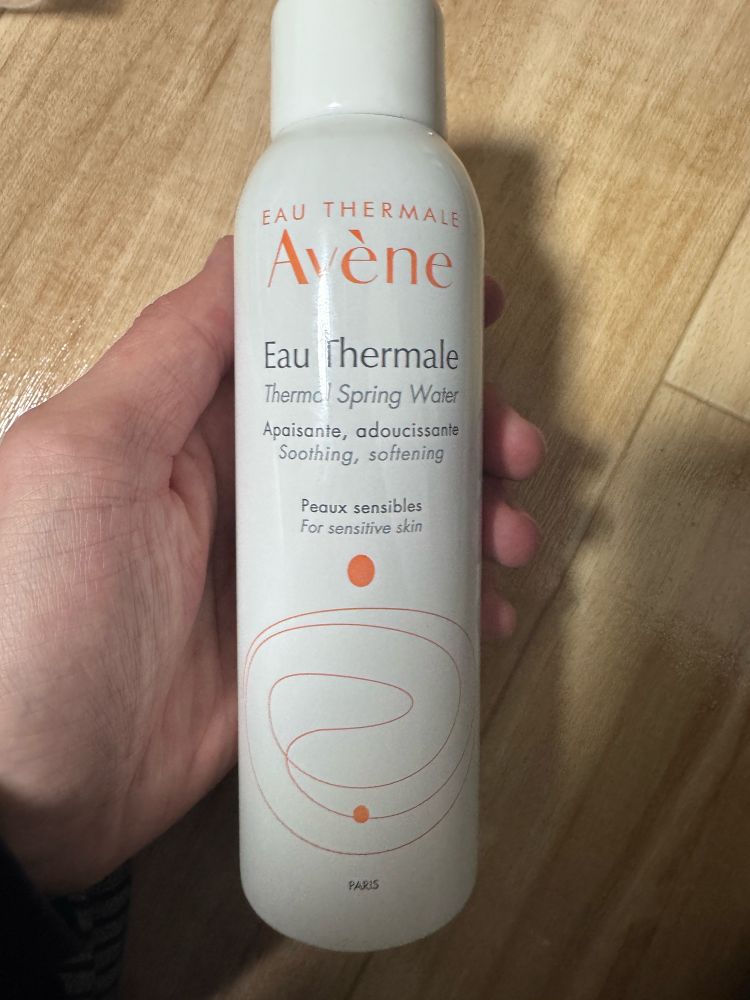 EAU THERMALE
Avène
Eau Thermale
Thermal Spring Water
Apaisante, adoucissante
Soothing, softening
Peaux sensibles
For sensitive skin
PARIS